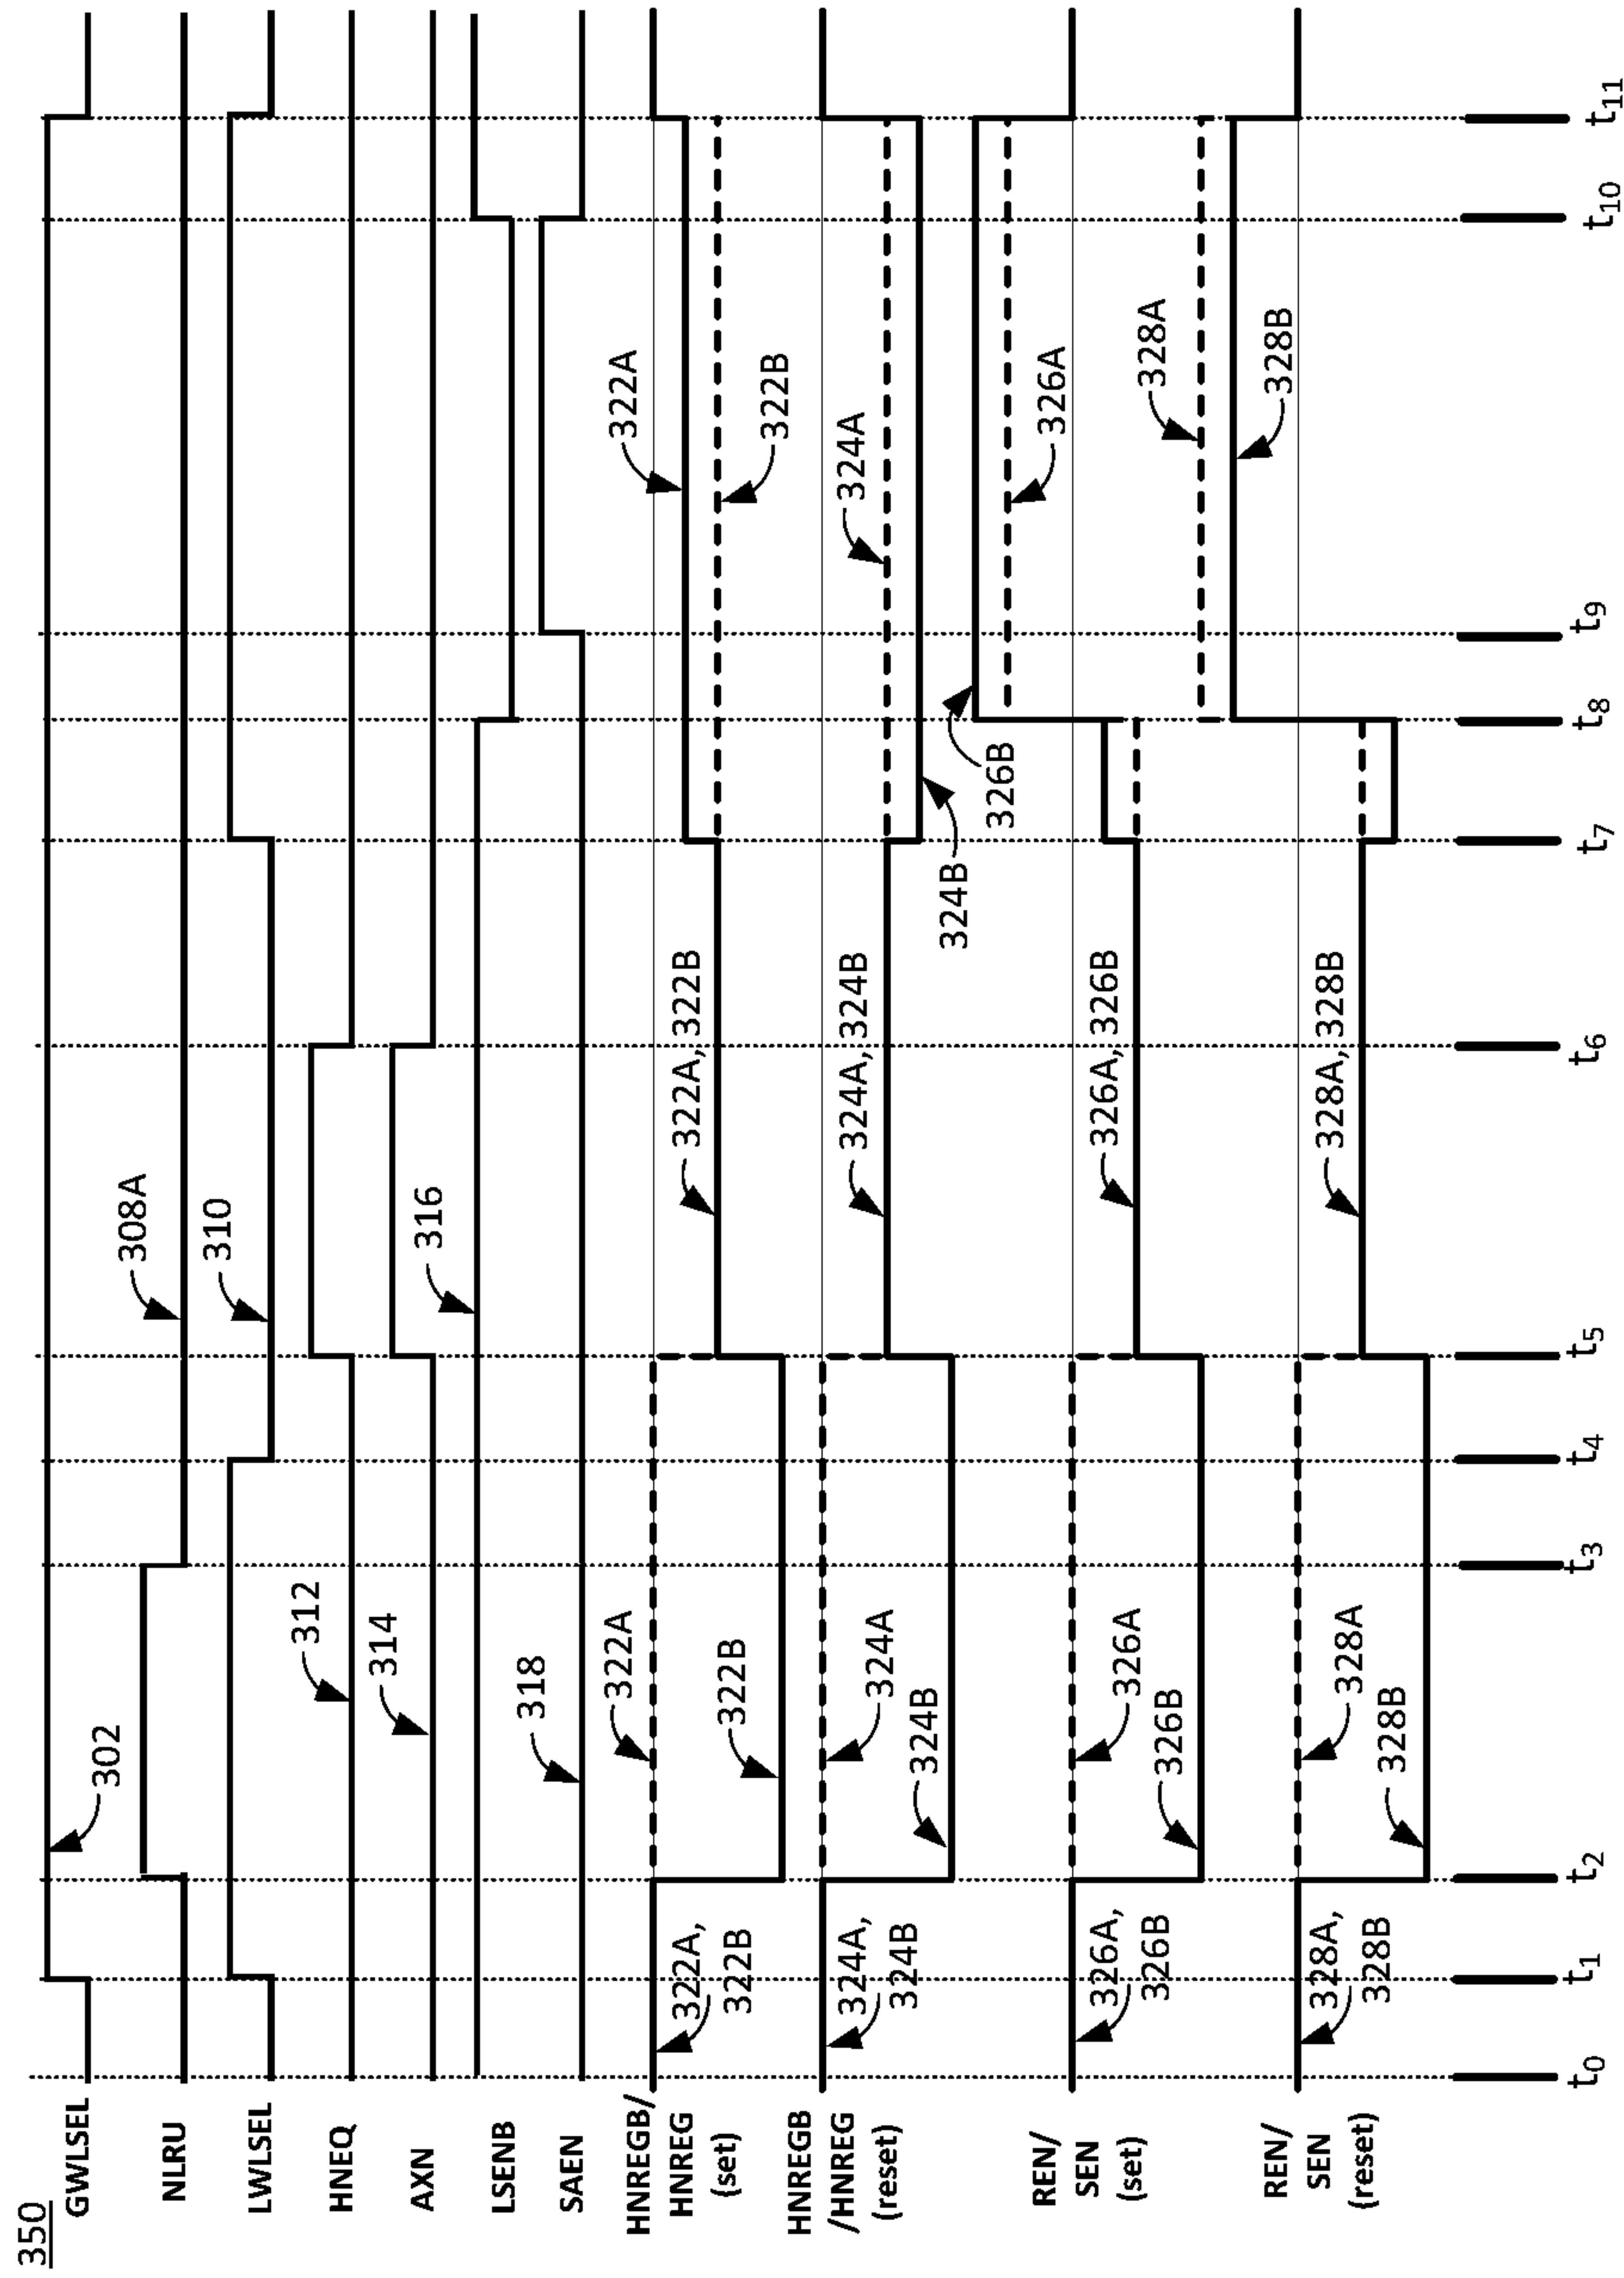 350
GWLSEL
302
NLRU
308A
LWLSEL
310
HNEQ
312
AXN
314
LSENB
316
SAEN
318
HNREGB/
HNREG
(set)
322A,
322B
322A
322B
322A, 322B
322A
322B
HNREGB
/HNREG
(reset)
324A,
324B
324A
324B
324A, 324B
324B
324A
REN/
SEN
(set)
326A,
326B
326A
326B
326A, 326B
326B
326A
REN/
SEN
(reset)
328A,
328B
328A
328B
328A, 328B
328A
328B
t0 t1 t2 t3 t4 t5 t6 t7 t8 t9 t10 t11